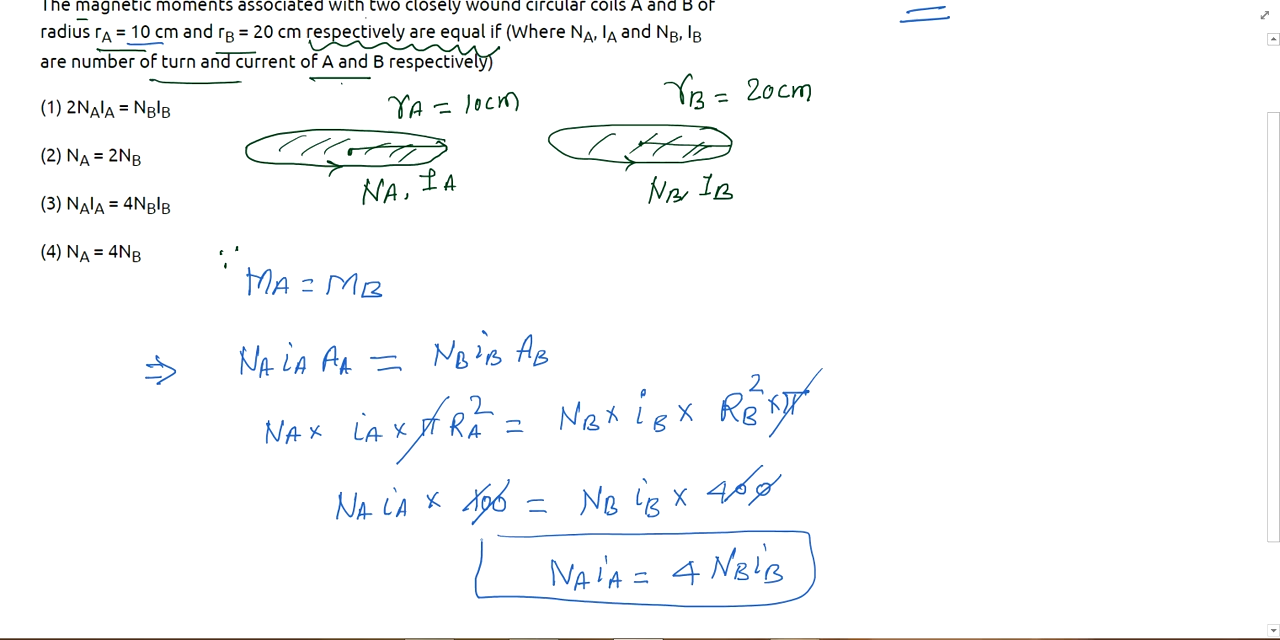 The magnetic moments associated with two closely wound circular coils A and B of
radius rA = 10 cm and rB = 20 cm respectively are equal if (Where NA, IA and NB, IB
are number of turn and current of A and B respectively)
(1) 2NAIA = NBIB
(2) NA = 2NB
(3) NAIA = 4NBIB
(4) NA = 4NB
rA = 10cm
rB = 20cm
NA, IA
NB, IB
∵ MA = MB
⇒ NA iA AA = NB iB AB
NA × iA × π RA² = NB × iB × RB² × π
NA iA × 100 = NB iB × 400
NA iA = 4 NB iB